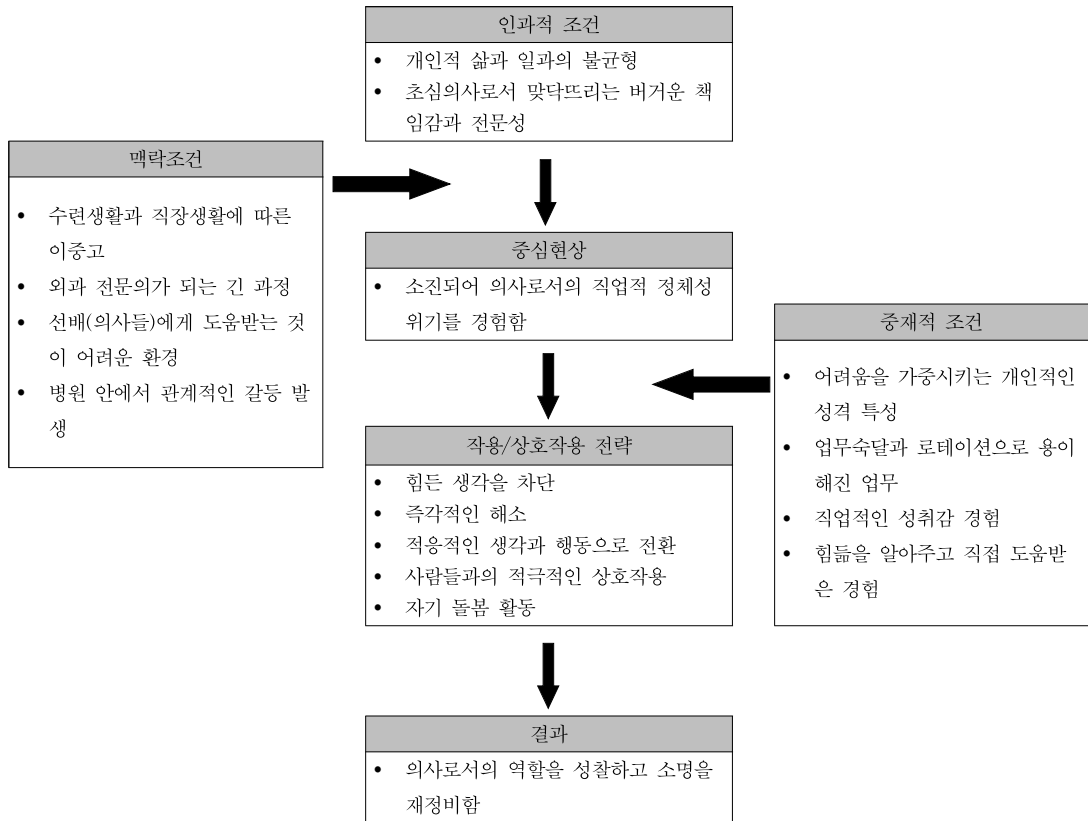 인과적 조건
• 개인적 삶과 일과의 불균형
• 초심의사로서 맞닥뜨리는 버거운 책
임감과 전문성
맥락조건
• 수련생활과 직장생활에 따른
이중고
• 외과 전문의가 되는 긴 과정
• 선배(의사들)에게 도움받는 것
이 어려운 환경
• 병원 안에서 관계적인 갈등 발
생
중심현상
• 소진되어 의사로서의 직업적 정체성
위기를 경험함
중재적 조건
• 어려움을 가중시키는 개인적인
성격 특성
• 업무숙달과 로테이션으로 용이
해진 업무
• 직업적인 성취감 경험
• 힘듦을 알아주고 직접 도움받
은 경험
작용/상호작용 전략
• 힘든 생각을 차단
• 즉각적인 해소
• 적응적인 생각과 행동으로 전환
• 사람들과의 적극적인 상호작용
• 자기 돌봄 활동
결과
• 의사로서의 역할을 성찰하고 소명을
재정비함